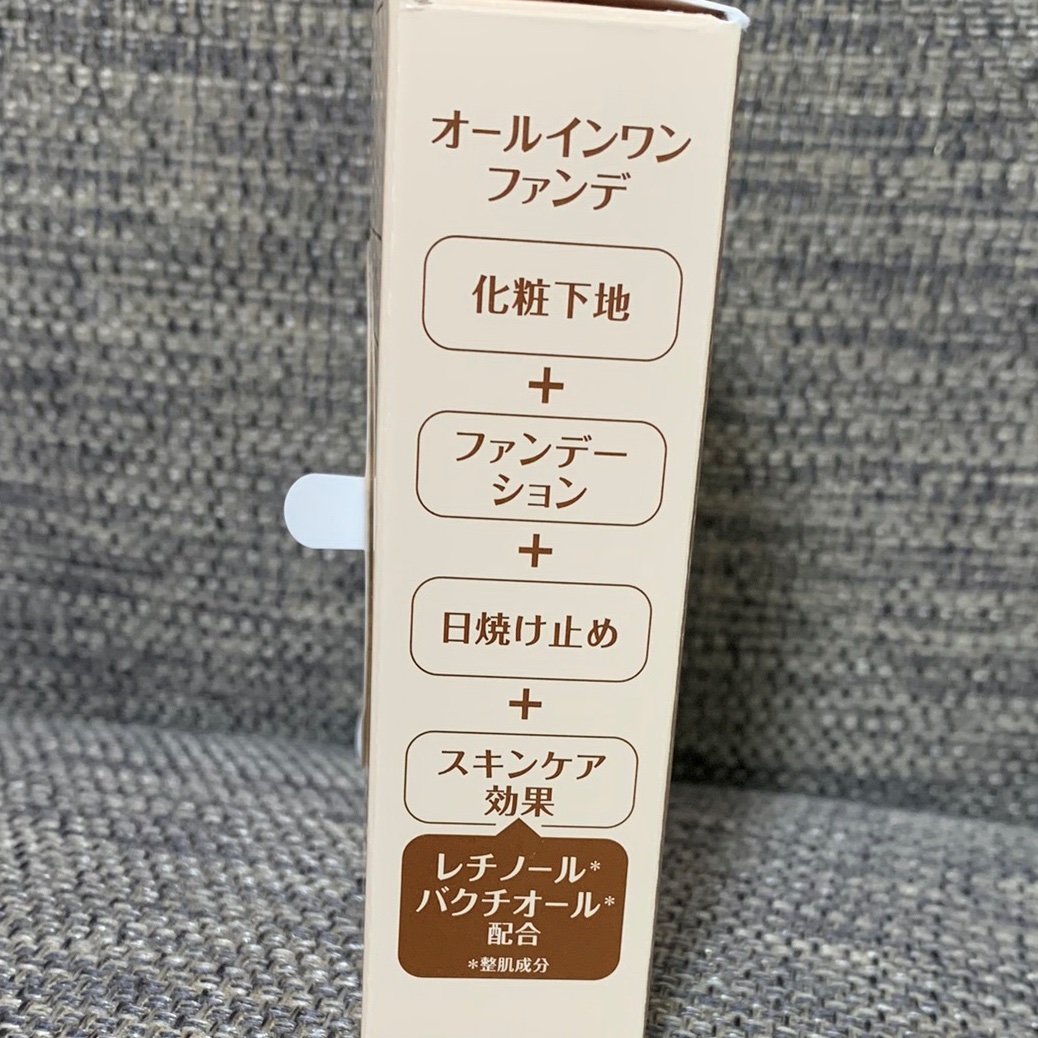 オールインワン
ファンデ
化粧下地
+
ファンデー
ション
+
日焼け止め
+
スキンケア
効果
レチノール*
バクチオール*
配合
*整肌成分